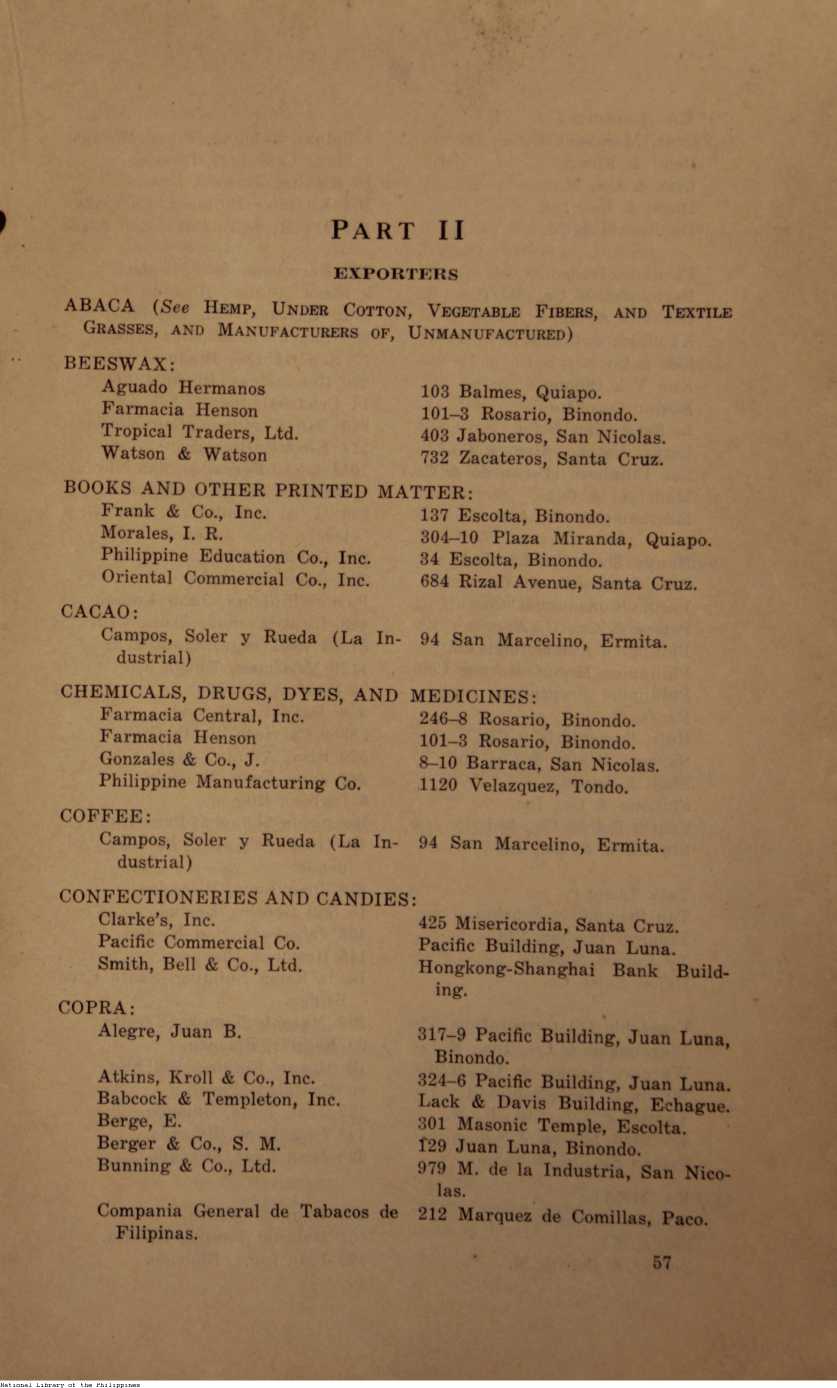 PART II
EXPORTERS
ABACA (See HEMP, UNDER COTTON, VEGETABLE FIBERS, AND TEXTILE
GRASSES, AND MANUFACTURERS OF, UNMANUFACTURED)
BEESWAX:
Aguado Hermanos 103 Balmes, Quiapo.
Farmacia Henson 101–3 Rosario, Binondo.
Tropical Traders, Ltd. 403 Jaboneros, San Nicolas.
Watson & Watson 732 Zacateros, Santa Cruz.
BOOKS AND OTHER PRINTED MATTER:
Frank & Co., Inc. 137 Escolta, Binondo.
Morales, I. R. 304–10 Plaza Miranda, Quiapo.
Philippine Education Co., Inc. 34 Escolta, Binondo.
Oriental Commercial Co., Inc. 684 Rizal Avenue, Santa Cruz.
CACAO:
Campos, Soler y Rueda (La In- 94 San Marcelino, Ermita.
dustrial)
CHEMICALS, DRUGS, DYES, AND MEDICINES:
Farmacia Central, Inc. 246–8 Rosario, Binondo.
Farmacia Henson 101–3 Rosario, Binondo.
Gonzales & Co., J. 8–10 Barraca, San Nicolas.
Philippine Manufacturing Co. 1120 Velazquez, Tondo.
COFFEE:
Campos, Soler y Rueda (La In- 94 San Marcelino, Ermita.
dustrial)
CONFECTIONERIES AND CANDIES:
Clarke's, Inc. 425 Misericordia, Santa Cruz.
Pacific Commercial Co. Pacific Building, Juan Luna.
Smith, Bell & Co., Ltd. Hongkong-Shanghai Bank Build-
ing.
COPRA:
Alegre, Juan B. 317–9 Pacific Building, Juan Luna,
Binondo.
Atkins, Kroll & Co., Inc. 324–6 Pacific Building, Juan Luna.
Babcock & Templeton, Inc. Lack & Davis Building, Echague.
Berge, E. 301 Masonic Temple, Escolta.
Berger & Co., S. M. 129 Juan Luna, Binondo.
Bunning & Co., Ltd. 979 M. de la Industria, San Nico-
las.
Compania General de Tabacos de 212 Marquez de Comillas, Paco.
Filipinas.
57
National Library of the Philippines